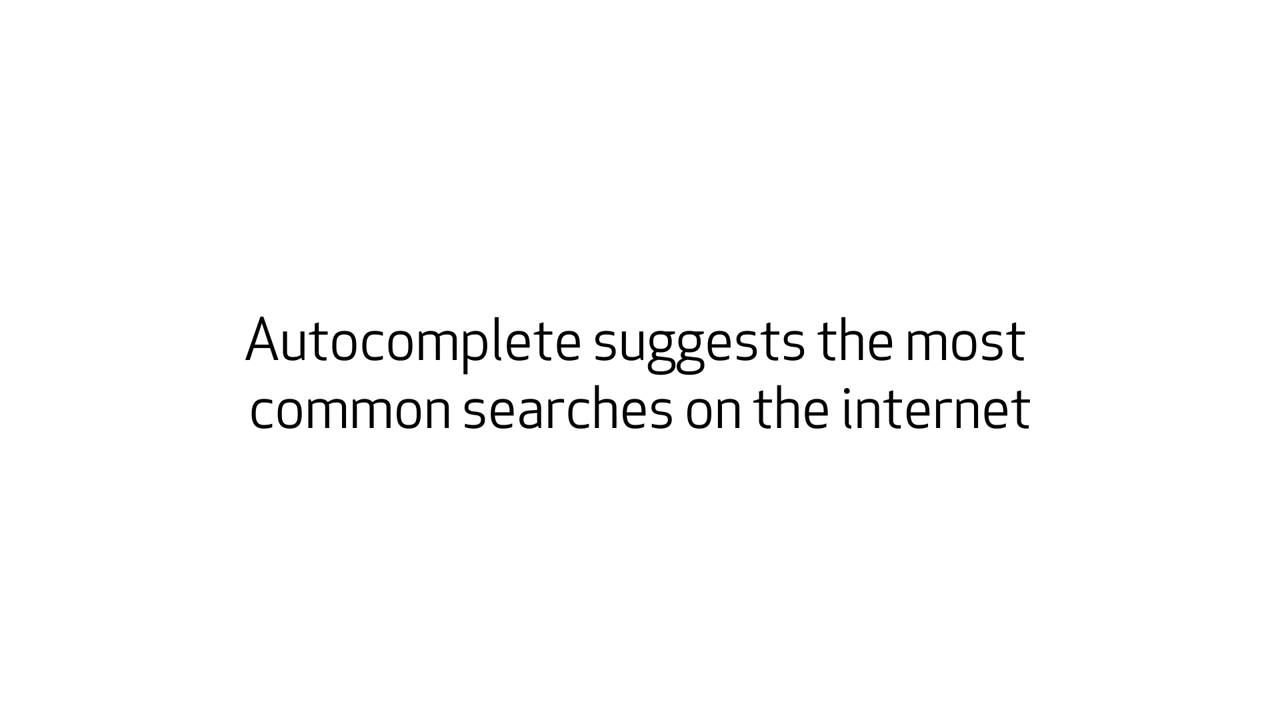 Autocomplete suggests the most
common searches on the internet